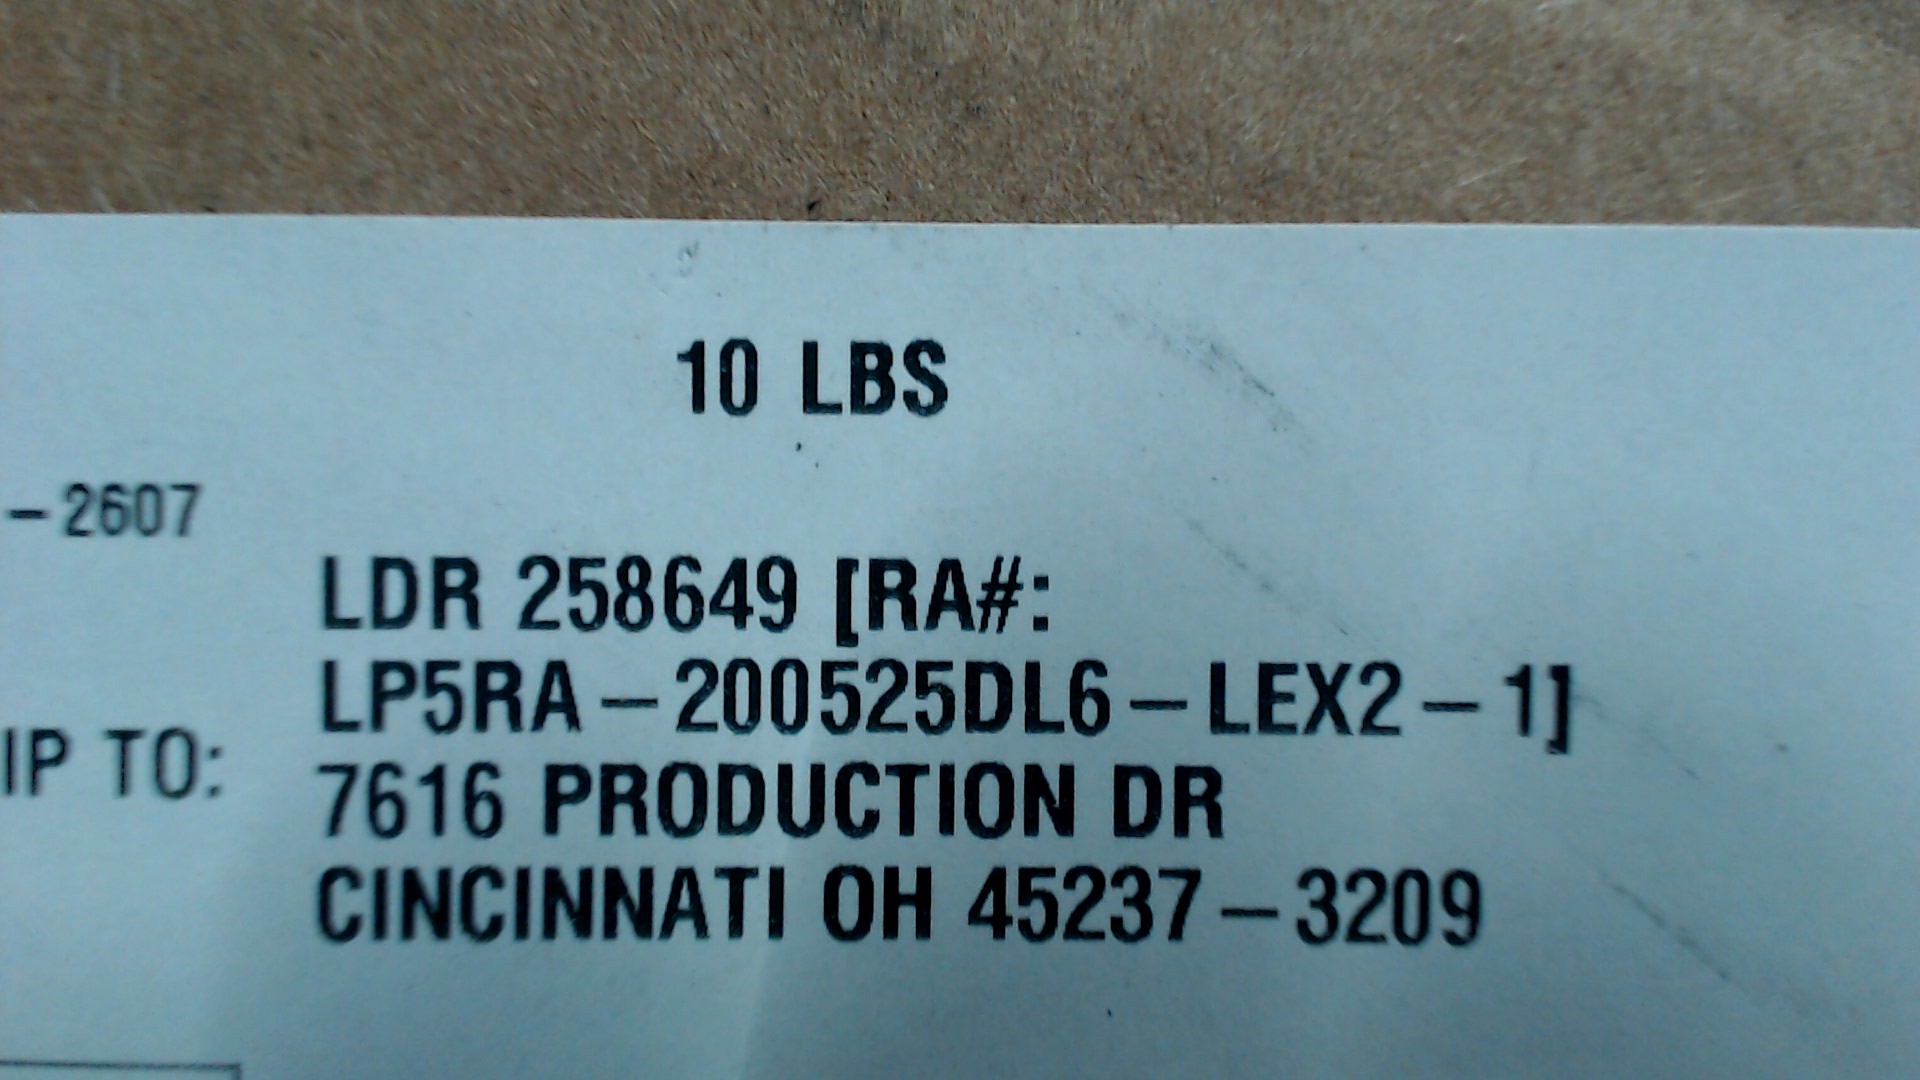 10 LBS
-2607
LDR 258649 [RA#:
LP5RA-200525DL6-LEX2-1]
IP TO:
7616 PRODUCTION DR
CINCINNATI OH 45237-3209